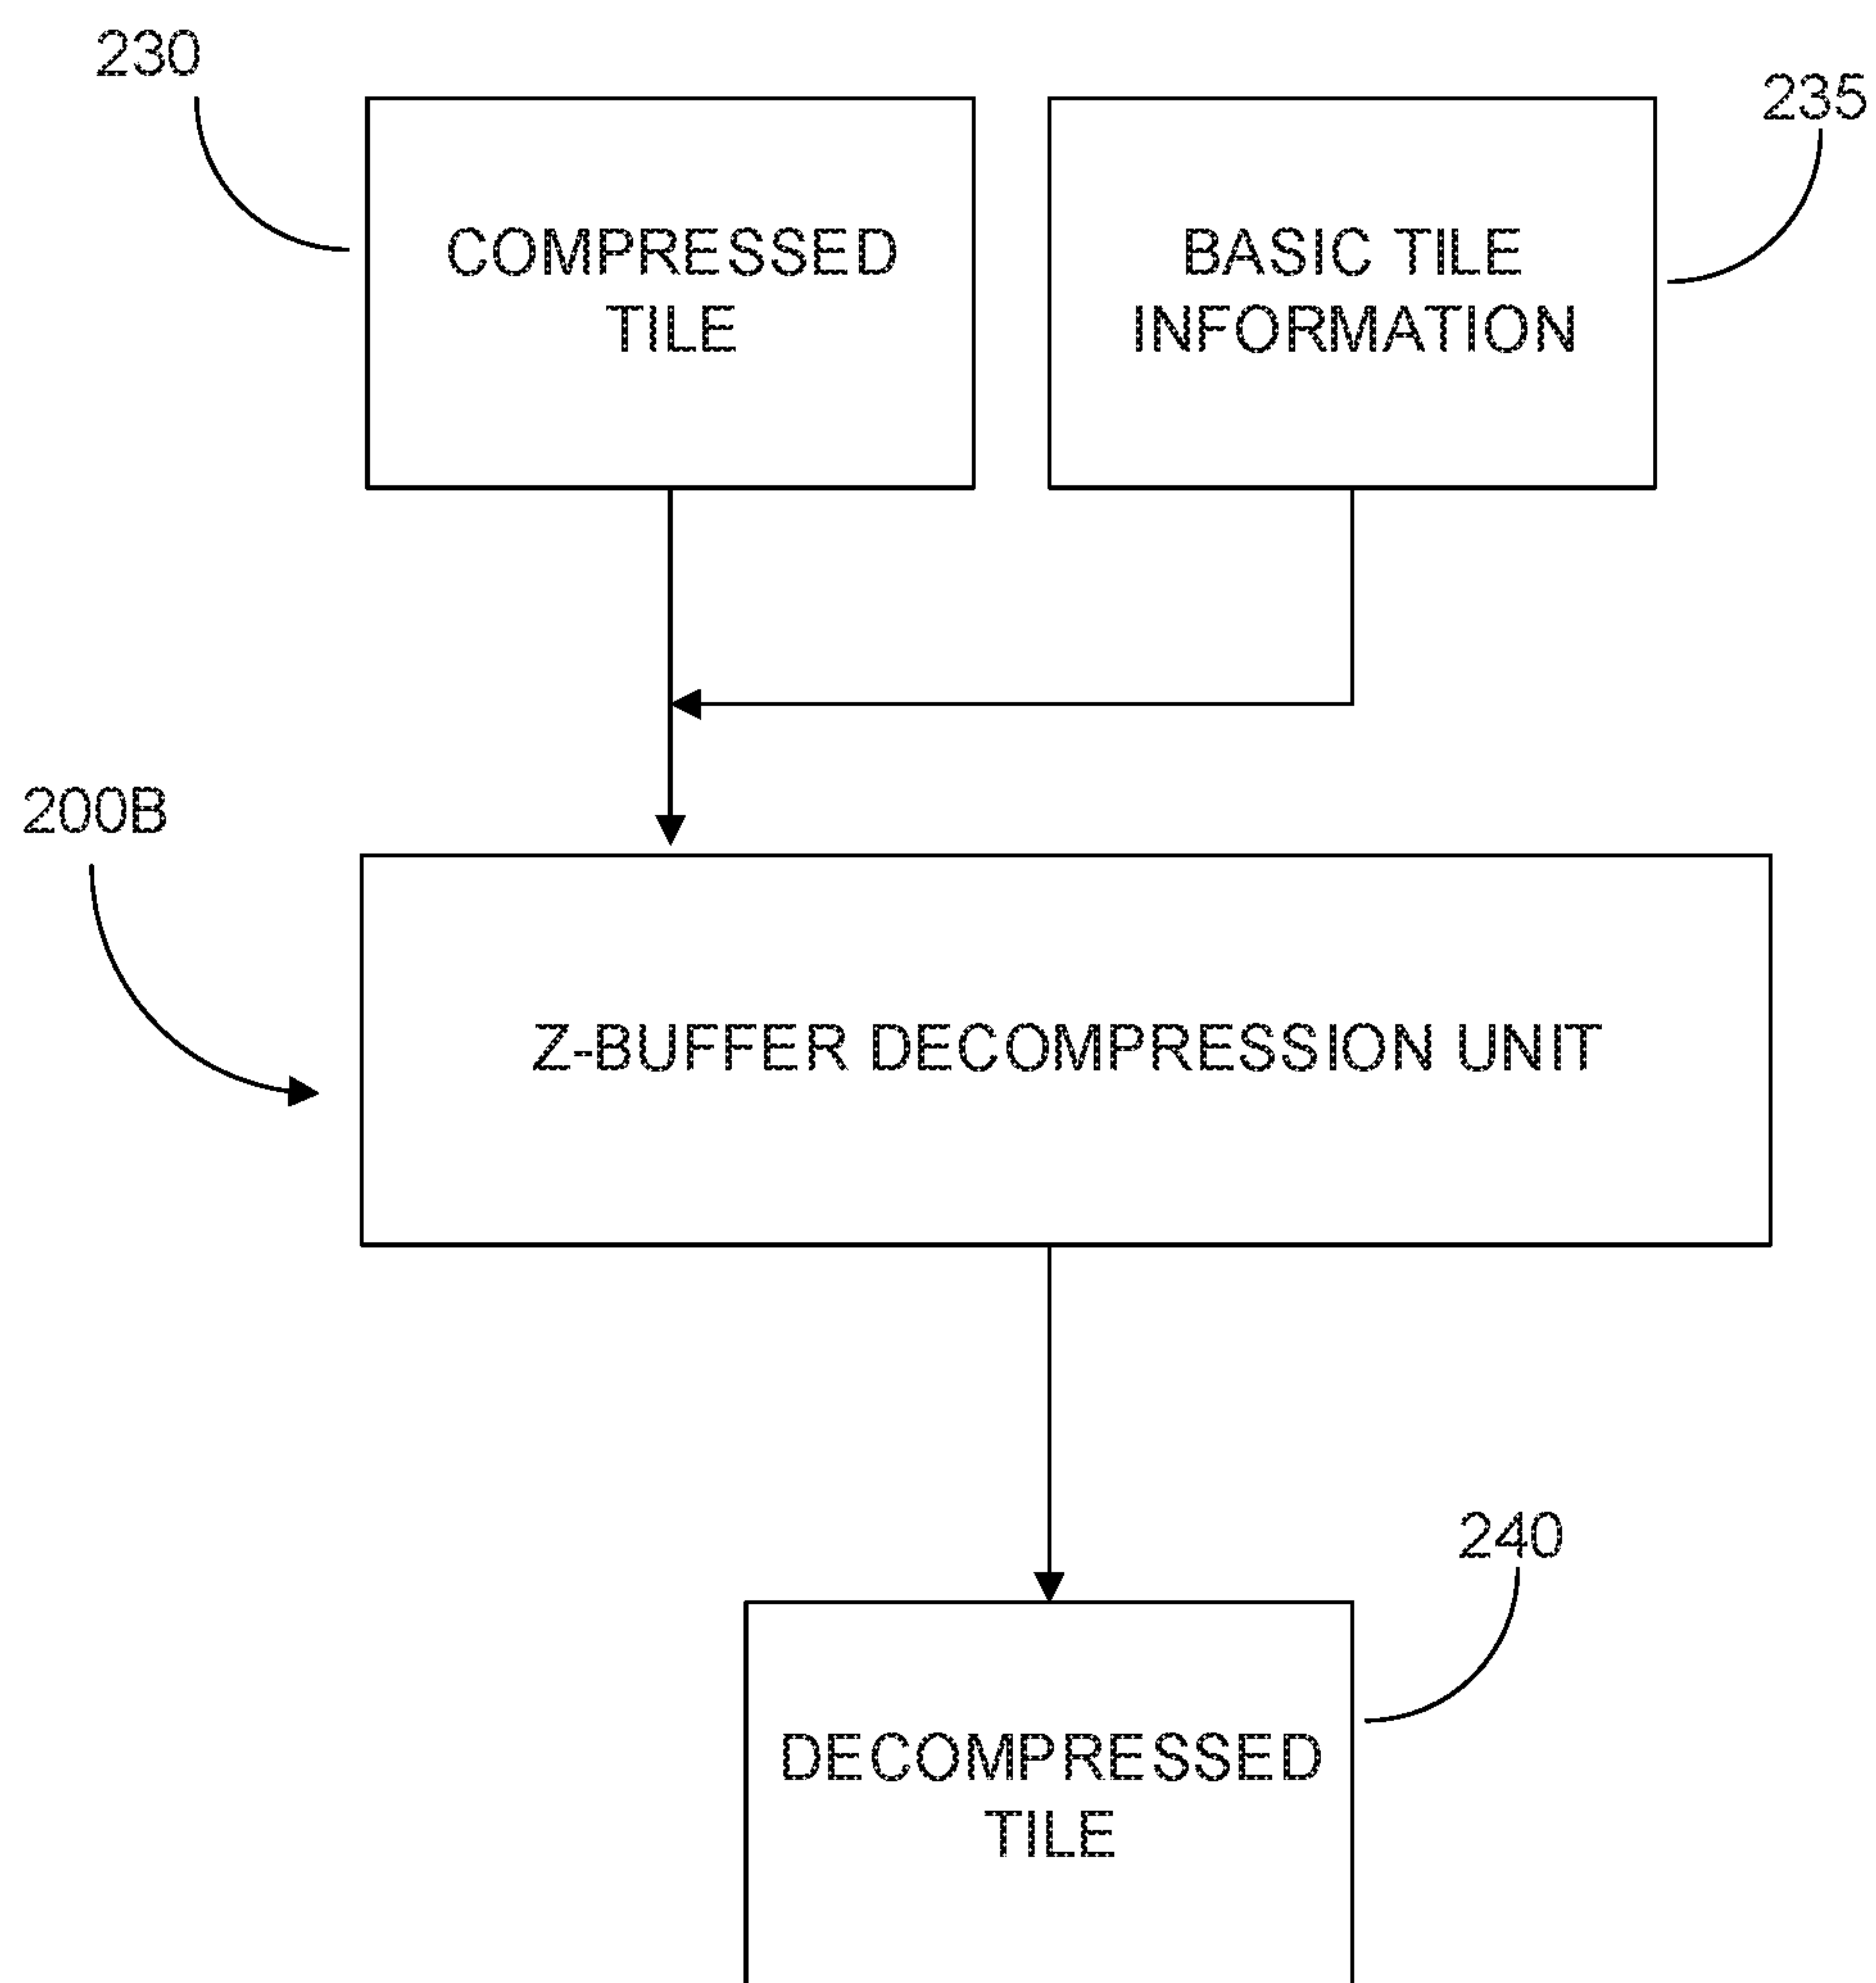 230
235
COMPRESSED
TILE
BASIC TILE
INFORMATION
200B
Z-BUFFER DECOMPRESSION UNIT
240
DECOMPRESSED
TILE